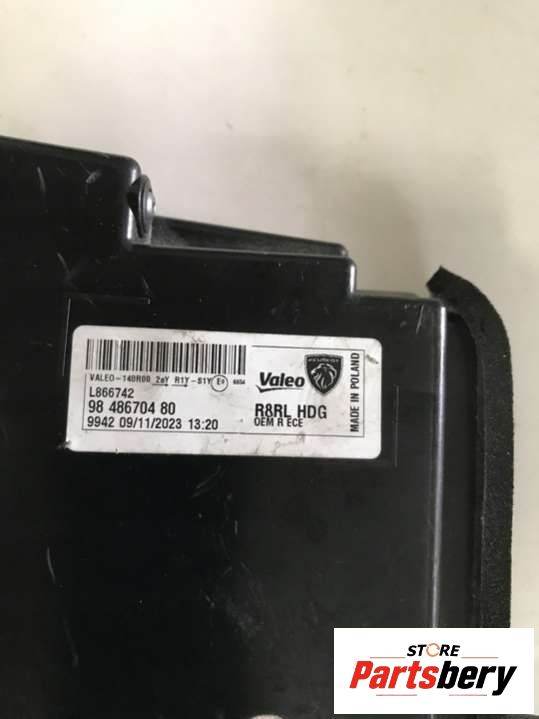 VALEO-140R00 2aY R1Y-S1Y
L866742
98 486704 80
9942 09/11/2023 13:20
Valeo
PEUGEOT
R8RL HDG
OEM R ECE
MADE IN POLAND
STORE
Partsbery